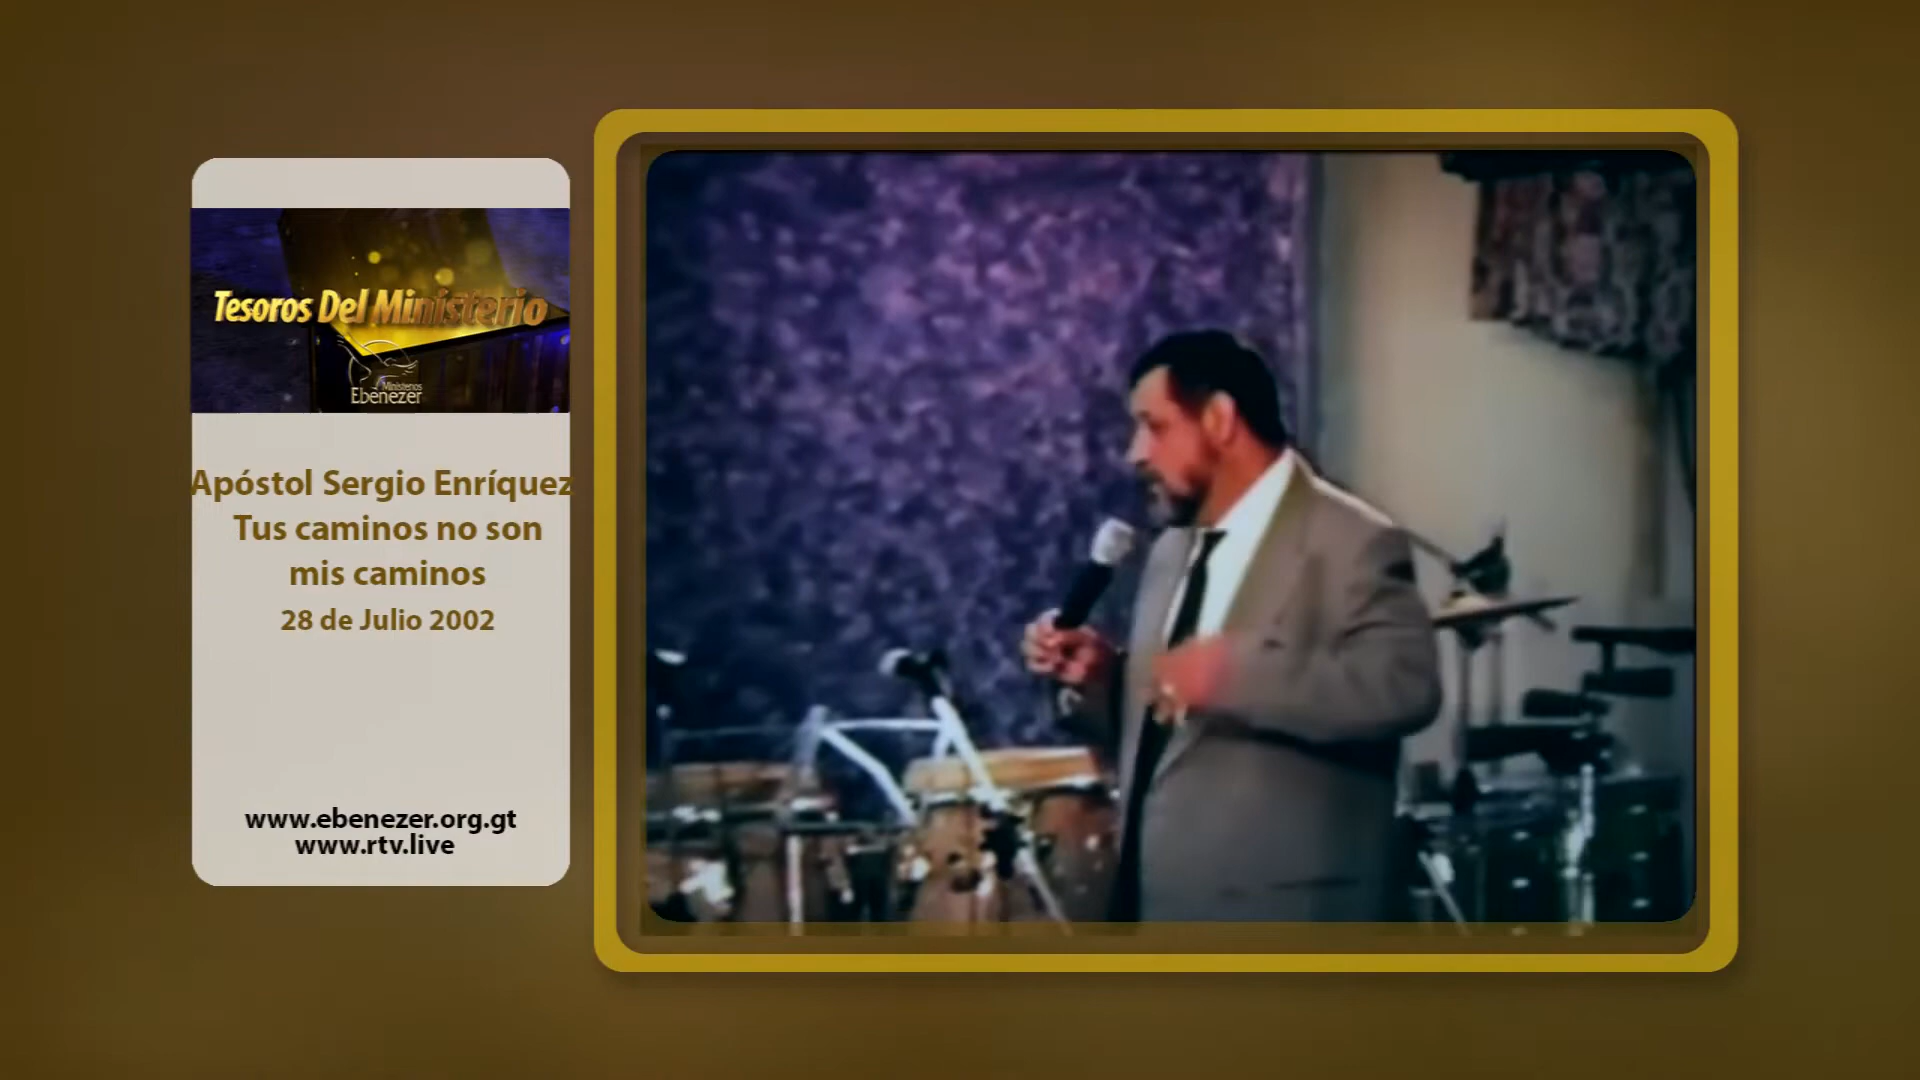 Tesoros Del Ministerio
Ministerios
Ebenezer
Apóstol Sergio Enríquez
Tus caminos no son
mis caminos
28 de Julio 2002
www.ebenezer.org.gt
www.rtv.live